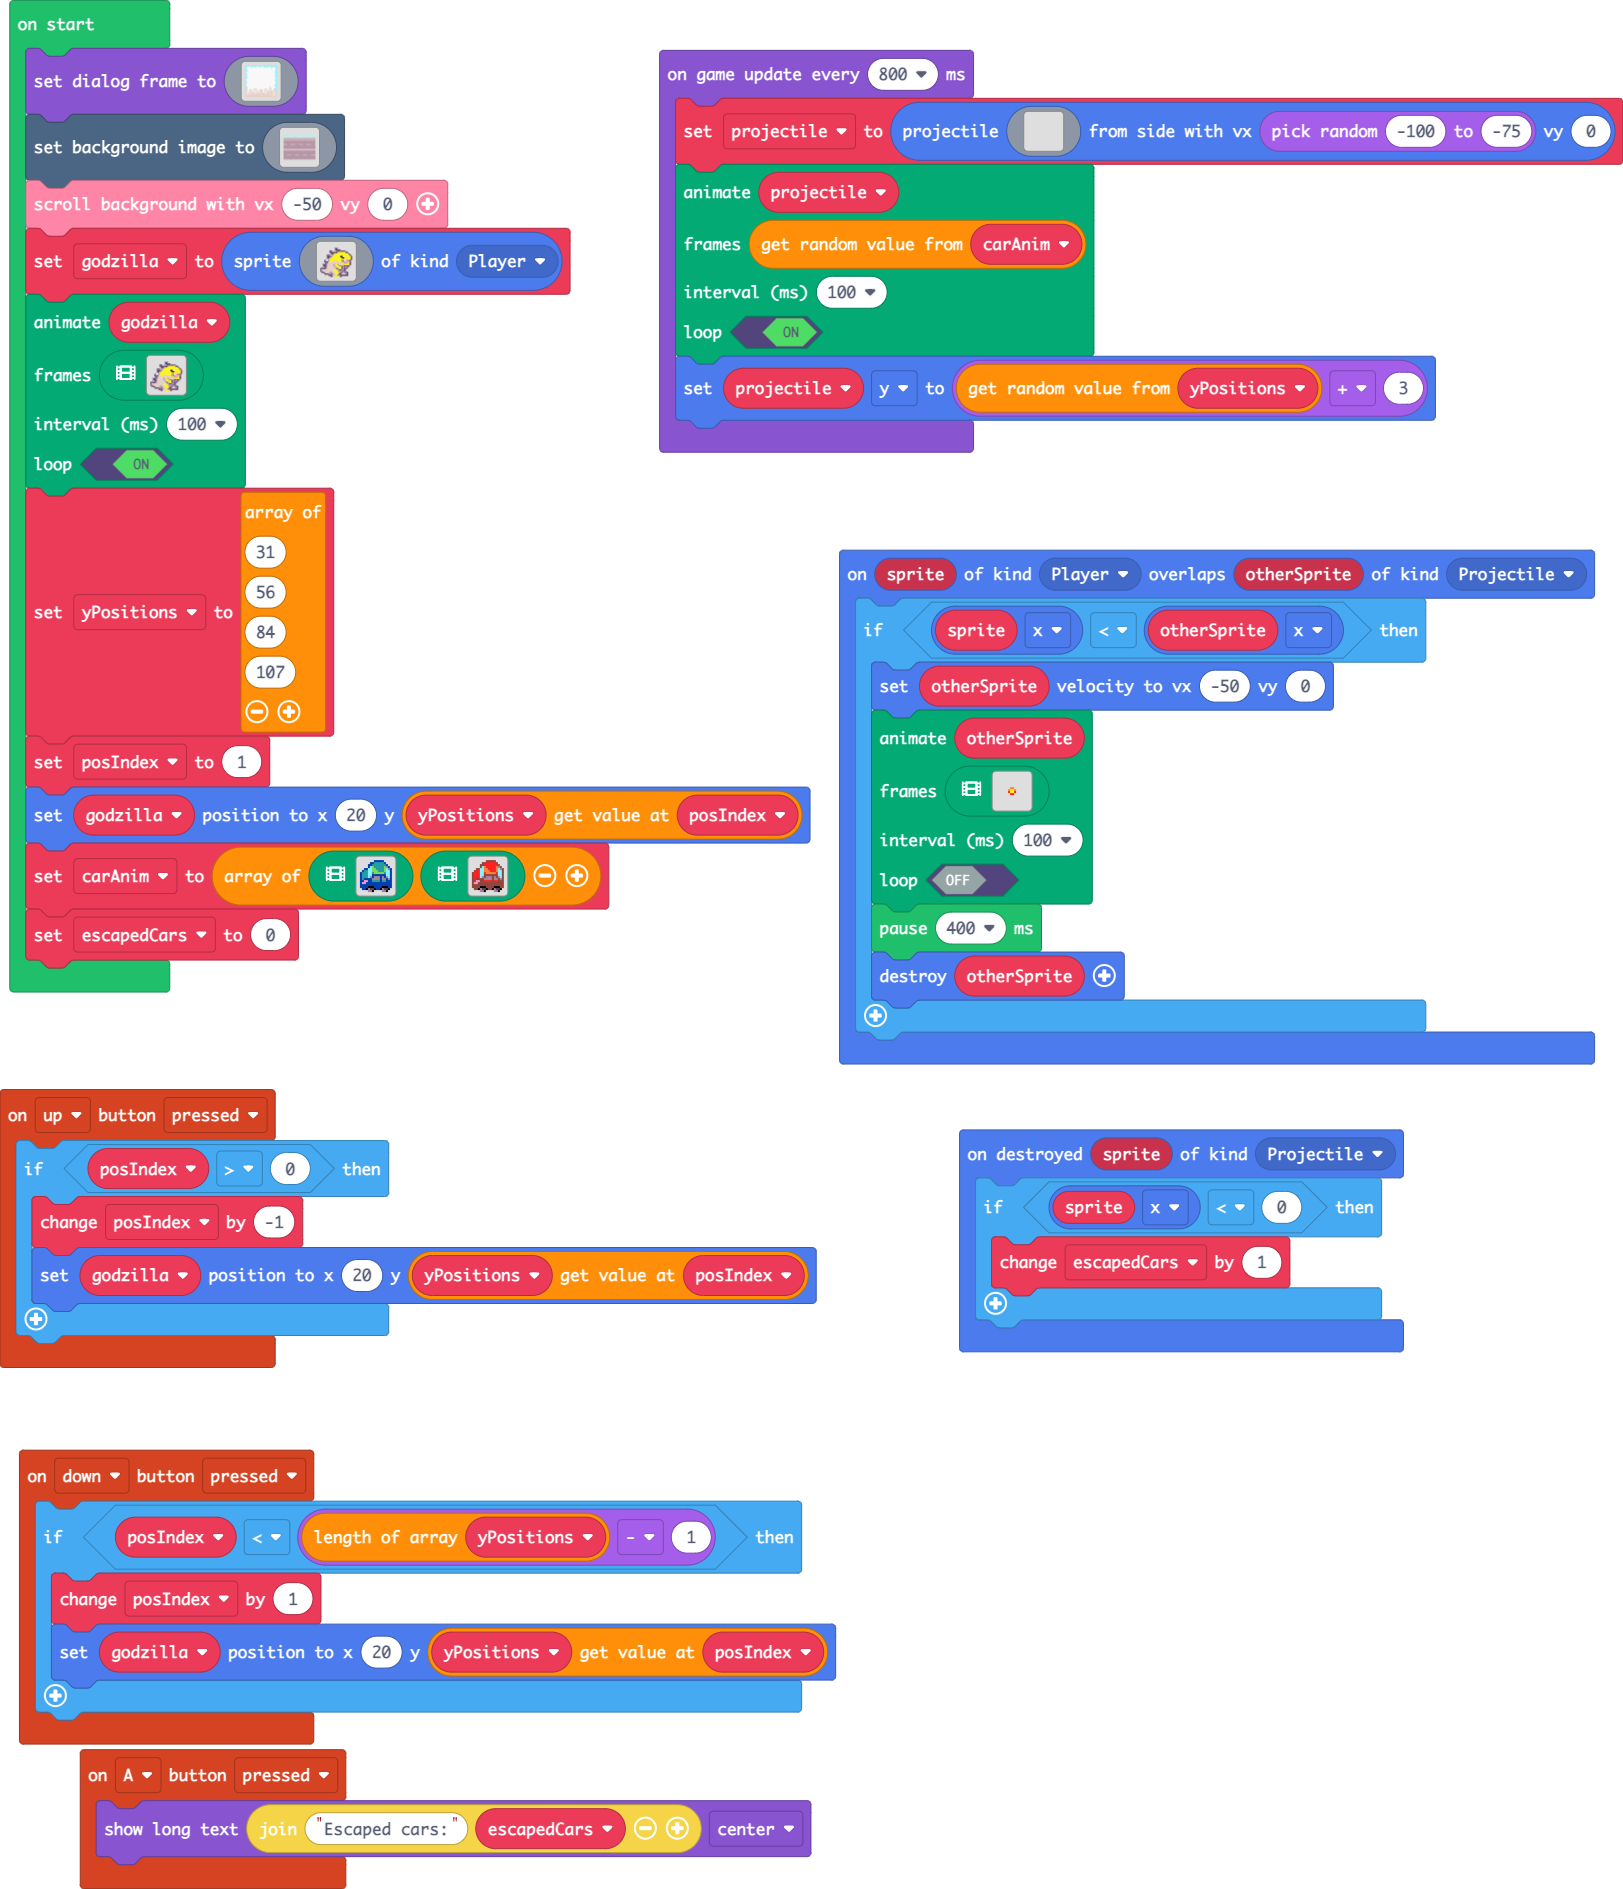 on start
set dialog frame to
set background image to
scroll background with vx -50 vy 0
set godzilla to sprite of kind Player
animate godzilla
frames
interval (ms) 100
loop ON
array of
31
56
84
set yPositions to
107
set posIndex to 1
set godzilla position to x 20 y yPositions get value at posIndex
set carAnim to array of
set escapedCars to 0
on game update every 800 ms
set projectile to projectile from side with vx pick random -100 to -75 vy 0
animate projectile
frames get random value from carAnim
interval (ms) 100
loop ON
set projectile y to get random value from yPositions + 3
on sprite of kind Player overlaps otherSprite of kind Projectile
if sprite x < otherSprite x then
set otherSprite velocity to vx -50 vy 0
animate otherSprite
frames
interval (ms) 100
loop OFF
pause 400 ms
destroy otherSprite
on up button pressed
if posIndex > 0 then
change posIndex by -1
set godzilla position to x 20 y yPositions get value at posIndex
on destroyed sprite of kind Projectile
if sprite x < 0 then
change escapedCars by 1
on down button pressed
if posIndex < length of array yPositions - 1 then
change posIndex by 1
set godzilla position to x 20 y yPositions get value at posIndex
on A button pressed
show long text join "Escaped cars:" escapedCars center